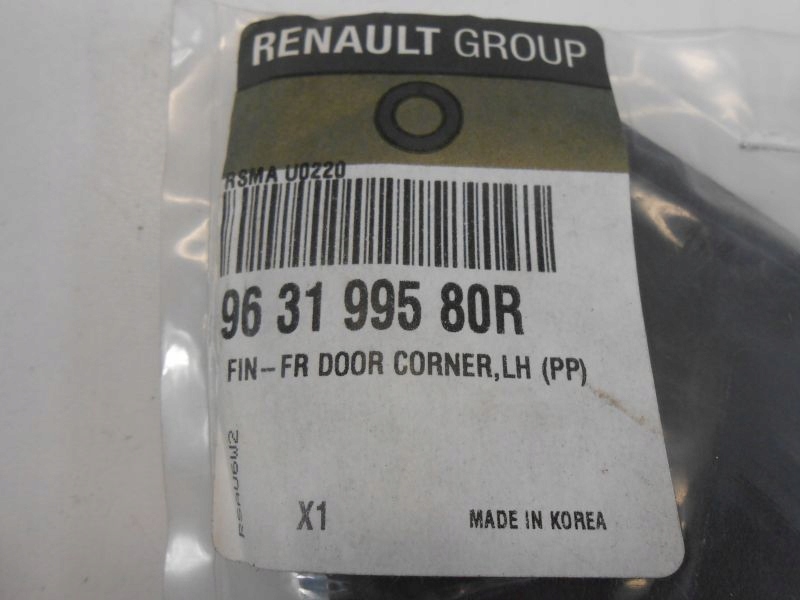 RENAULT GROUP
RSMA U0220
96 31 995 80R
FIN-FR DOOR CORNER,LH (PP)
X1
MADE IN KOREA